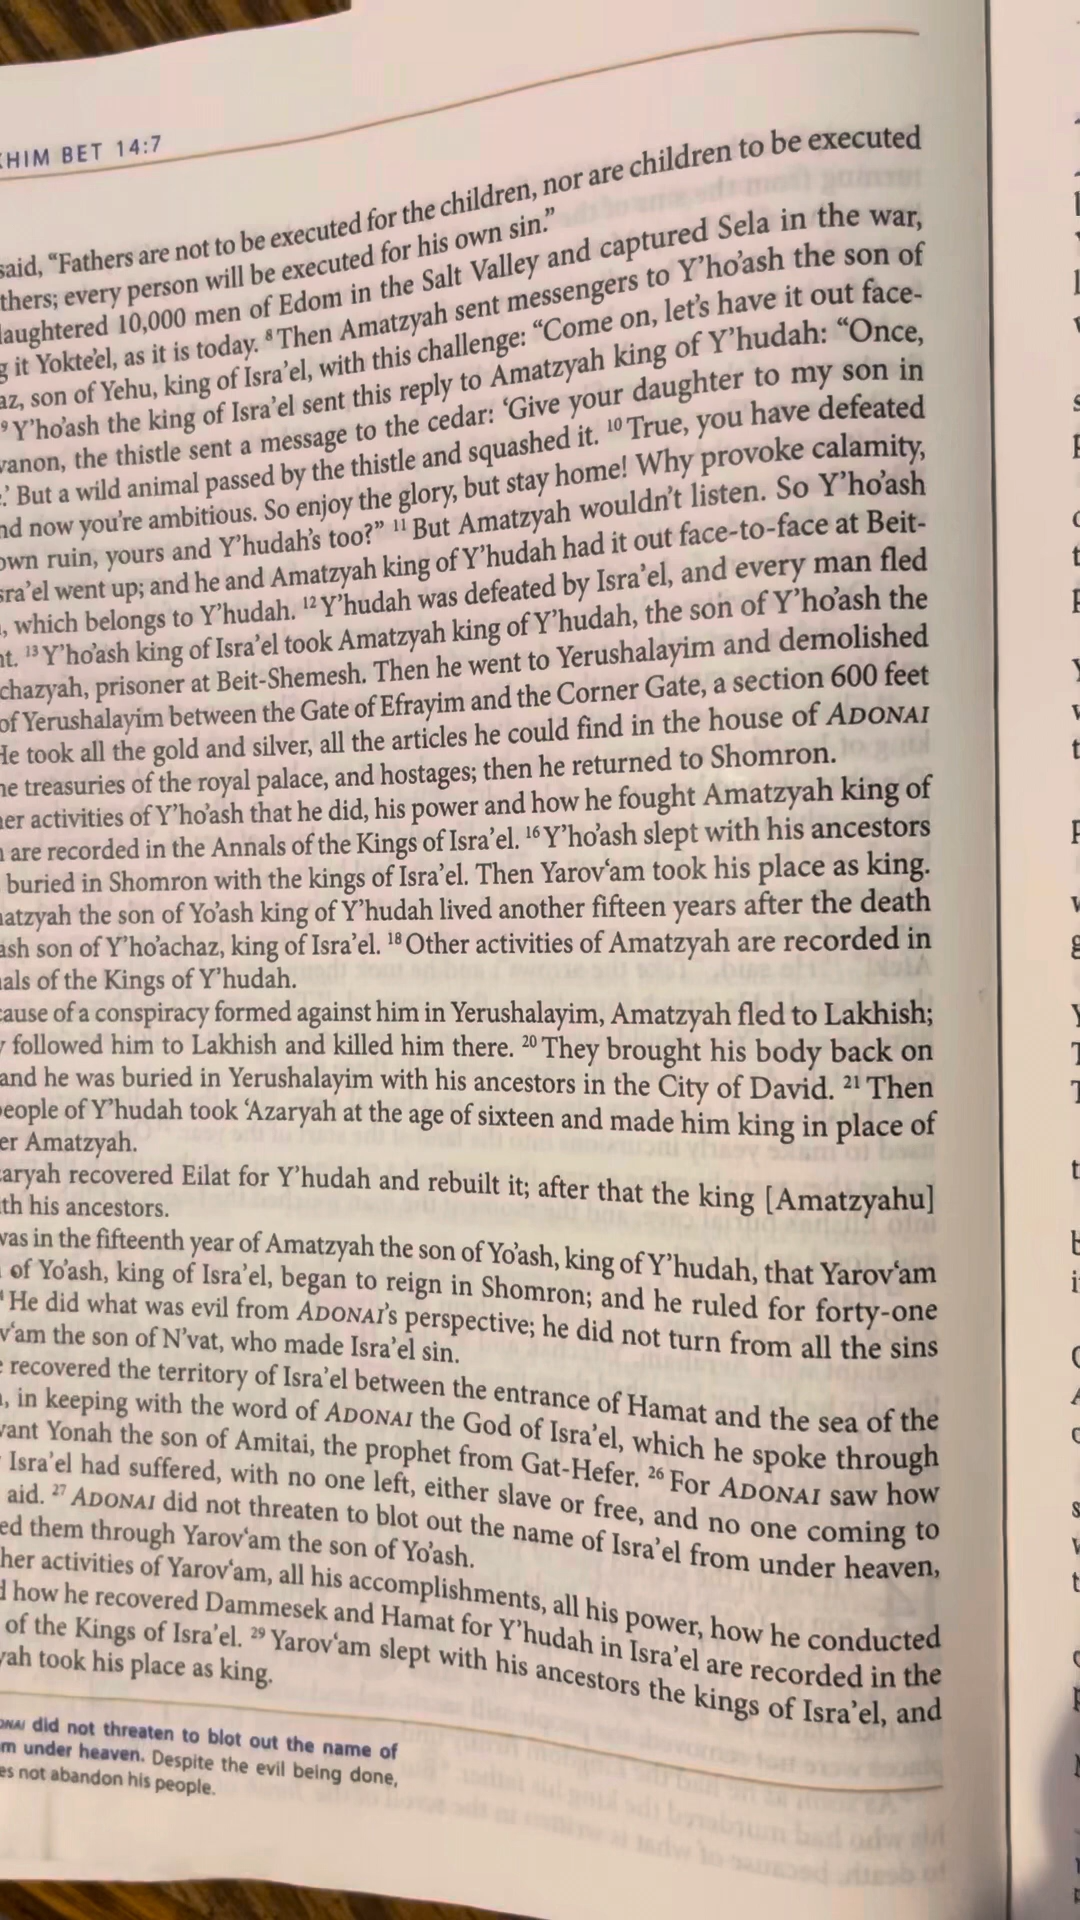 HIM BET 14:7
said, “Fathers are not to be executed for the children, nor are children to be executed
thers; every person will be executed for his own sin.”
laughtered 10,000 men of Edom in the Salt Valley and captured Sela in the war,
g it Yokte’el, as it is today. ⁸ Then Amatzyah sent messengers to Y’ho’ash the son of
az, son of Yehu, king of Isra’el, with this challenge: “Come on, let’s have it out face-
⁹ Y’ho’ash the king of Isra’el sent this reply to Amatzyah king of Y’hudah: “Once,
vanon, the thistle sent a message to the cedar: ‘Give your daughter to my son in
.’ But a wild animal passed by the thistle and squashed it. ¹⁰ True, you have defeated
nd now you’re ambitious. So enjoy the glory, but stay home! Why provoke calamity,
own ruin, yours and Y’hudah’s too?” ¹¹ But Amatzyah wouldn’t listen. So Y’ho’ash
sra’el went up; and he and Amatzyah king of Y’hudah had it out face-to-face at Beit-
, which belongs to Y’hudah. ¹² Y’hudah was defeated by Isra’el, and every man fled
nt. ¹³ Y’ho’ash king of Isra’el took Amatzyah king of Y’hudah, the son of Y’ho’ash the
chazyah, prisoner at Beit-Shemesh. Then he went to Yerushalayim and demolished
of Yerushalayim between the Gate of Efrayim and the Corner Gate, a section 600 feet
He took all the gold and silver, all the articles he could find in the house of ADONAI
he treasuries of the royal palace, and hostages; then he returned to Shomron.
her activities of Y’ho’ash that he did, his power and how he fought Amatzyah king of
are recorded in the Annals of the Kings of Isra’el. ¹⁶ Y’ho’ash slept with his ancestors
buried in Shomron with the kings of Isra’el. Then Yarov‘am took his place as king.
matzyah the son of Yo’ash king of Y’hudah lived another fifteen years after the death
ash son of Y’ho’achaz, king of Isra’el. ¹⁸ Other activities of Amatzyah are recorded in
nals of the Kings of Y’hudah.
cause of a conspiracy formed against him in Yerushalayim, Amatzyah fled to Lakhish;
y followed him to Lakhish and killed him there. ²⁰ They brought his body back on
and he was buried in Yerushalayim with his ancestors in the City of David. ²¹ Then
people of Y’hudah took ‘Azaryah at the age of sixteen and made him king in place of
er Amatzyah.
zaryah recovered Eilat for Y’hudah and rebuilt it; after that the king [Amatzyahu]
ith his ancestors.
was in the fifteenth year of Amatzyah the son of Yo’ash, king of Y’hudah, that Yarov‘am
of Yo’ash, king of Isra’el, began to reign in Shomron; and he ruled for forty-one
He did what was evil from ADONAI’s perspective; he did not turn from all the sins
v‘am the son of N’vat, who made Isra’el sin.
e recovered the territory of Isra’el between the entrance of Hamat and the sea of the
, in keeping with the word of ADONAI the God of Isra’el, which he spoke through
vant Yonah the son of Amitai, the prophet from Gat-Hefer. ²⁶ For ADONAI saw how
Isra’el had suffered, with no one left, either slave or free, and no one coming to
aid. ²⁷ ADONAI did not threaten to blot out the name of Isra’el from under heaven,
ed them through Yarov‘am the son of Yo’ash.
her activities of Yarov‘am, all his accomplishments, all his power, how he conducted
d how he recovered Dammesek and Hamat for Y’hudah in Isra’el are recorded in the
of the Kings of Isra’el. ²⁹ Yarov‘am slept with his ancestors the kings of Isra’el, and
yah took his place as king.
ONAI did not threaten to blot out the name of
m under heaven. Despite the evil being done,
es not abandon his people.